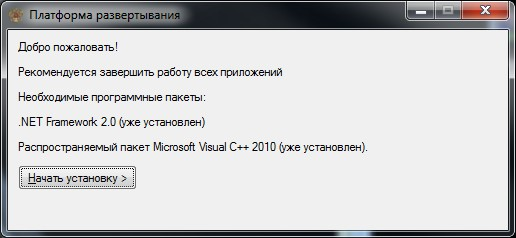 Платформа развертывания
Добро пожаловать!
Рекомендуется завершить работу всех приложений
Необходимые программные пакеты:
.NET Framework 2.0 (уже установлен)
Распространяемый пакет Microsoft Visual C++ 2010 (уже установлен).
Начать установку >